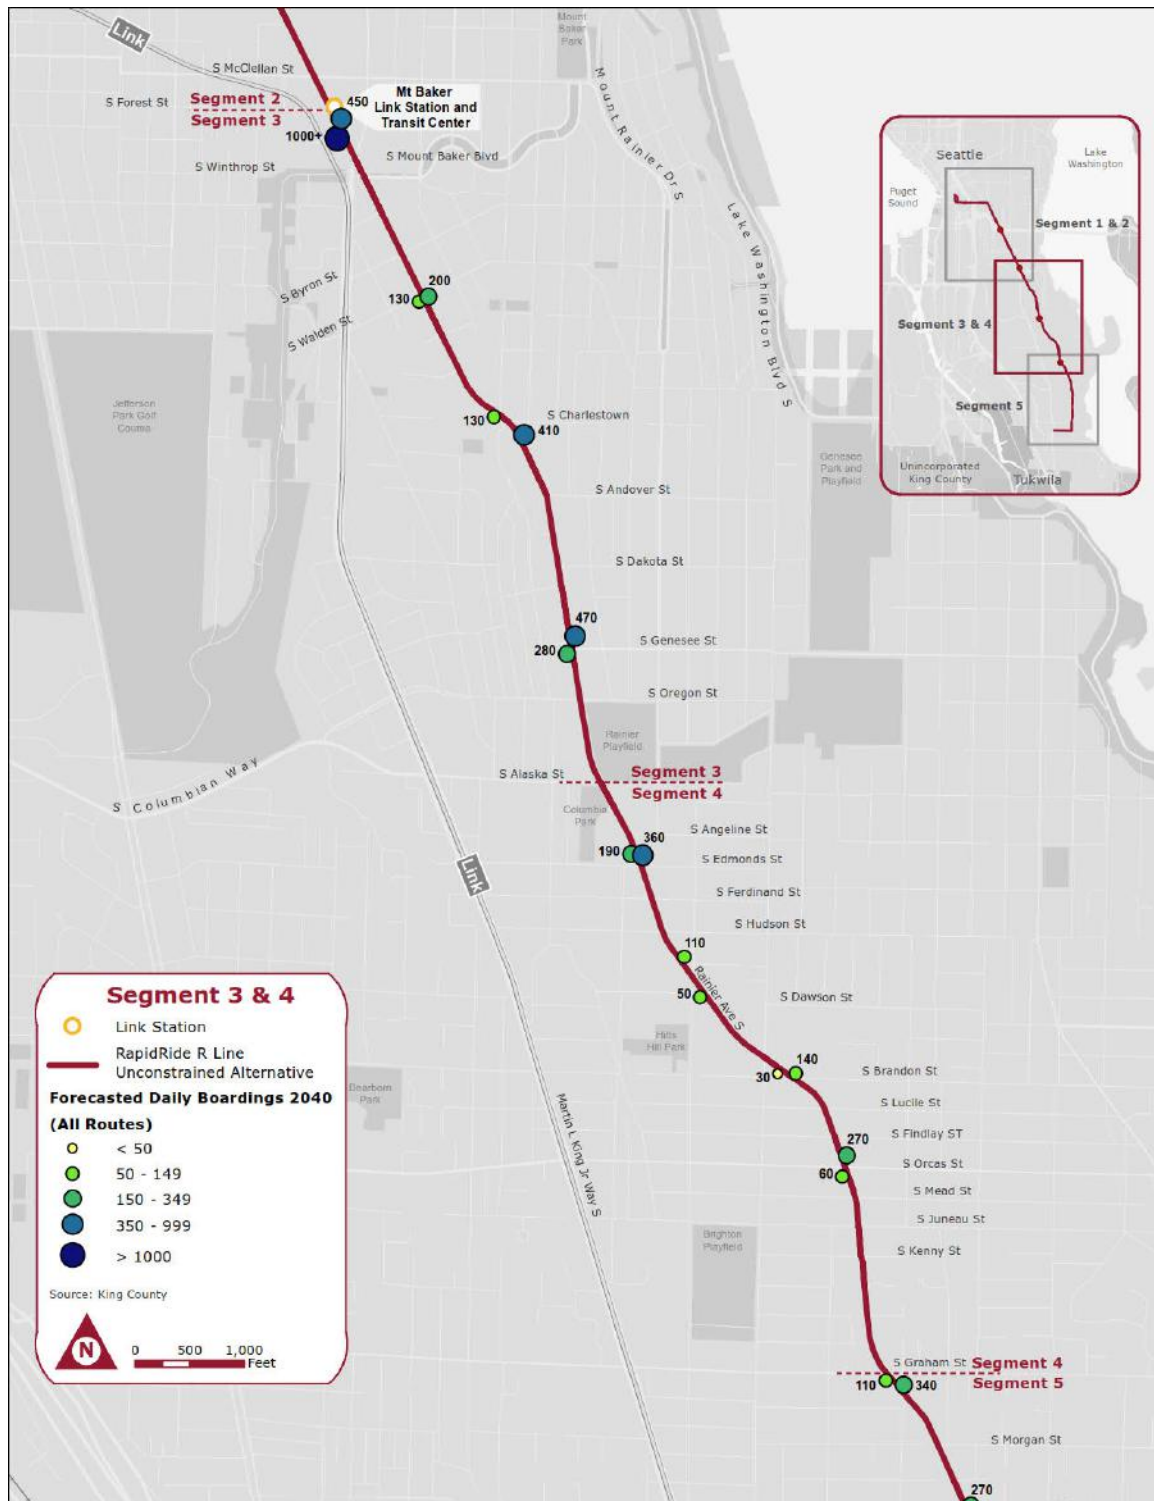 Mount
Baker
Park
Link
S McClellan St
S Forest St
Segment 2
Segment 3
450
1000+
Mt Baker
Link Station and
Transit Center
S Mount Baker Blvd
S Winthrop St
Mount Rainier Dr S
Lake Washington Blvd S
Seattle
Lake
Washington
Puget
Sound
Segment 1 & 2
Segment 3 & 4
Segment 5
Unincorporated
King County
Tukwila
S Byron St
200
130
S Walden St
Jefferson
Park Golf
Course
130
S Charlestown
410
Genesee
Park and
Playfield
S Andover St
S Dakota St
470
S Genesee St
280
S Oregon St
Rainier
Playfield
S Alaska St
Segment 3
Segment 4
S Columbian Way
Columbia
Park
S Angeline St
360
190
S Edmonds St
Link
S Ferdinand St
S Hudson St
110
Rainier Ave S
50
S Dawson St
Hitts
Hill Park
140
30
S Brandon St
Dearborn
Park
Martin L King Jr Way S
S Lucile St
S Findlay ST
270
S Orcas St
60
S Mead St
S Juneau St
Brighton
Playfield
S Kenny St
S Graham St
Segment 4
Segment 5
110
340
S Morgan St
270
Segment 3 & 4
Link Station
RapidRide R Line
Unconstrained Alternative
Forecasted Daily Boardings 2040
(All Routes)
< 50
50 - 149
150 - 349
350 - 999
> 1000
Source: King County
N
0 500 1,000
Feet